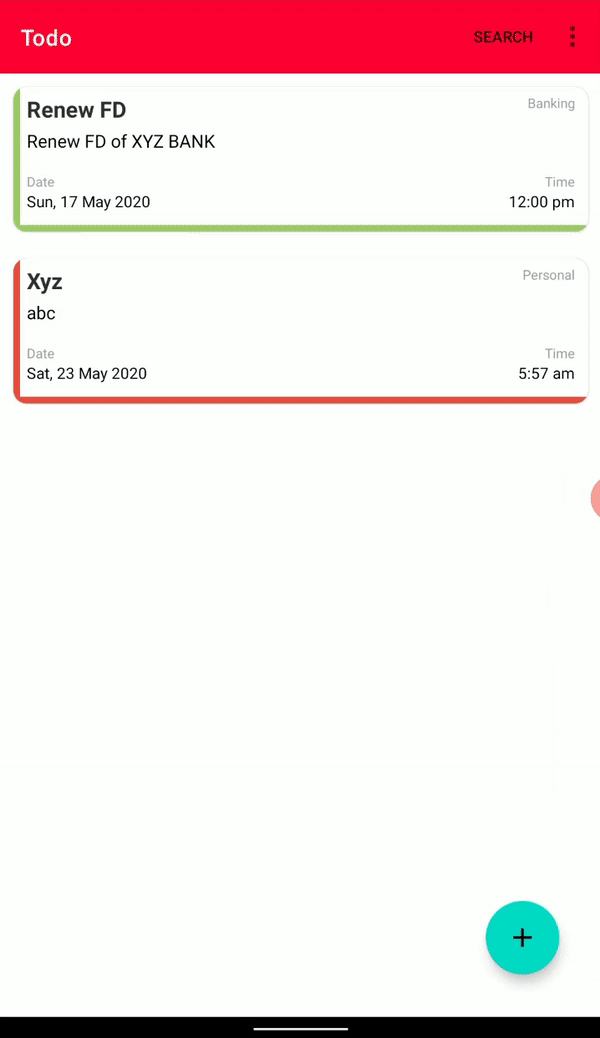 Todo SEARCH
Renew FD Banking
Renew FD of XYZ BANK
Date Time
Sun, 17 May 2020 12:00 pm
Xyz Personal
abc
Date Time
Sat, 23 May 2020 5:57 am
+